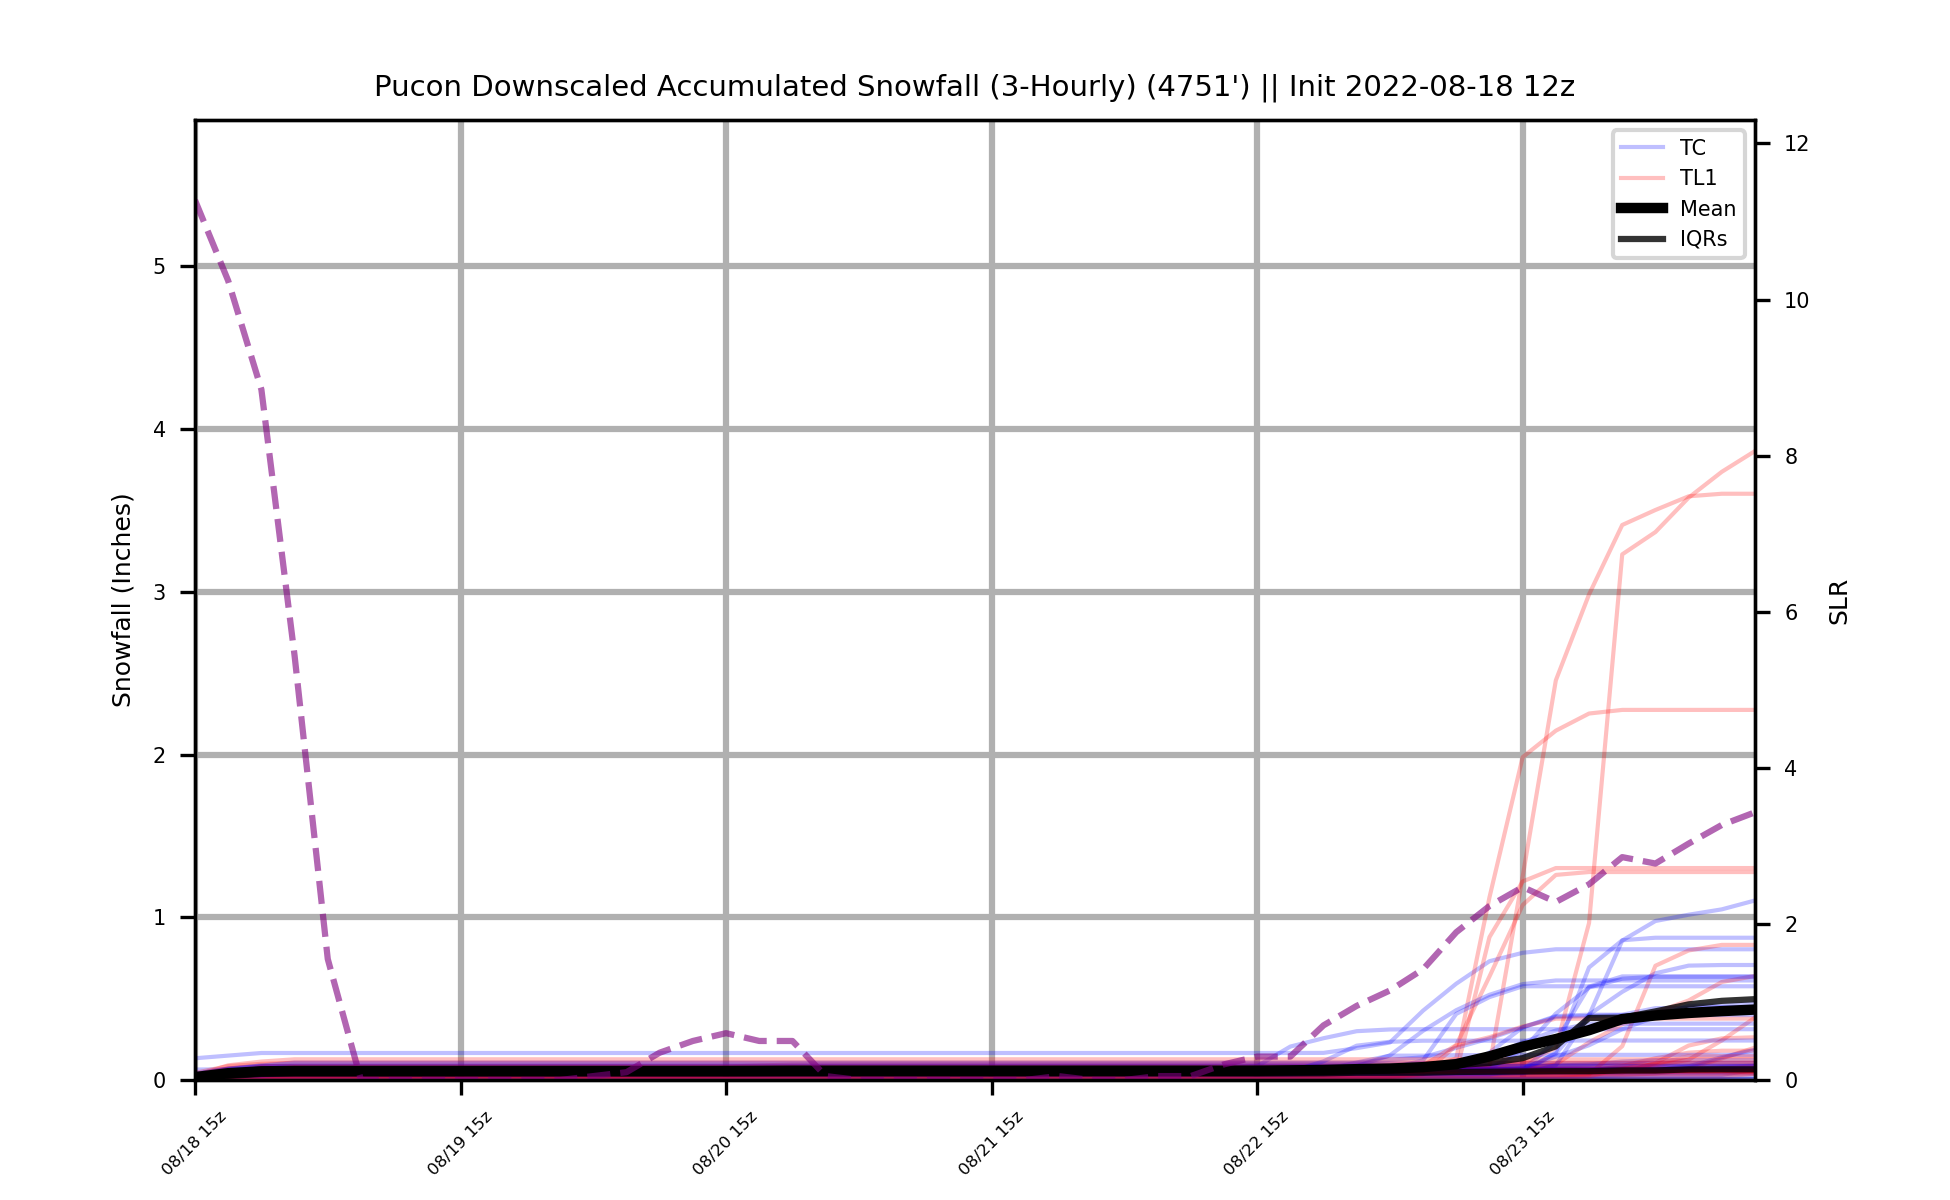 Pucon Downscaled Accumulated Snowfall (3-Hourly) (4751') || Init 2022-08-18 12z
TC
TL1
Mean
IQRs
Snowfall (Inches)
5
4
3
2
1
0
12
10
8
6
4
2
0
SLR
08/18 15z
08/19 15z
08/20 15z
08/21 15z
08/22 15z
08/23 15z